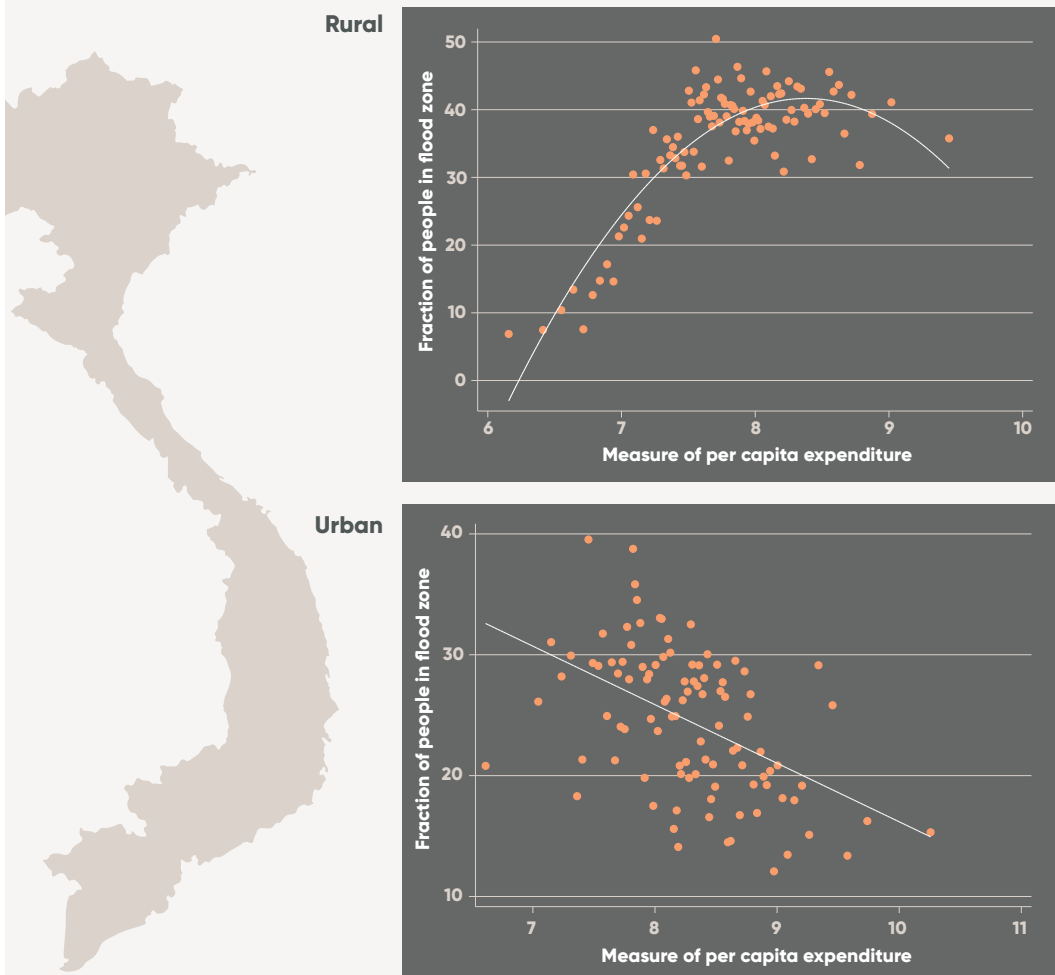 Rural
Fraction of people in flood zone
50
40
30
20
10
0
6 7 8 9 10
Measure of per capita expenditure
Urban
Fraction of people in flood zone
40
30
20
10
7 8 9 10 11
Measure of per capita expenditure